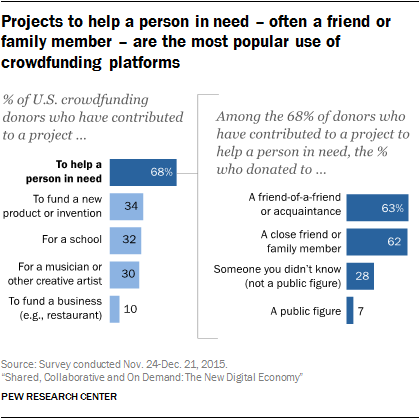 Projects to help a person in need – often a friend or
family member – are the most popular use of
crowdfunding platforms
% of U.S. crowdfunding
donors who have contributed
to a project ...
To help a
person in need
68%
To fund a new
product or invention
34
For a school
32
For a musician or
other creative artist
30
To fund a business
(e.g., restaurant)
10
Among the 68% of donors who
have contributed to a project to
help a person in need, the %
who donated to ...
A friend-of-a-friend
or acquaintance
63%
A close friend or
family member
62
Someone you didn't know
(not a public figure)
28
A public figure
7
Source: Survey conducted Nov. 24-Dec. 21, 2015.
"Shared, Collaborative and On Demand: The New Digital Economy"
PEW RESEARCH CENTER